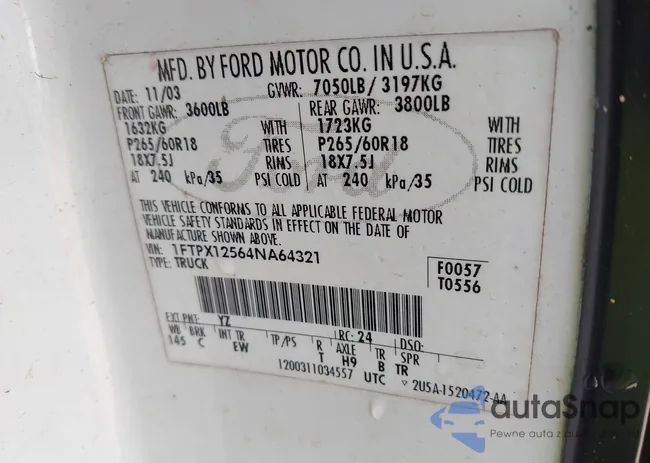 MFD. BY FORD MOTOR CO. IN U.S.A.
DATE: 11/03 GVWR: 7050LB/ 3197KG
FRONT GAWR: 3600LB REAR GAWR: 3800LB
1632KG WITH 1723KG WITH
P265/60R18 TIRES P265/60R18 TIRES
18X7.5J RIMS 18X7.5J RIMS
AT 240 kPa/35 PSI COLD AT 240 kPa/35 PSI COLD
Ford
THIS VEHICLE CONFORMS TO ALL APPLICABLE FEDERAL MOTOR
VEHICLE SAFETY STANDARDS IN EFFECT ON THE DATE OF
MANUFACTURE SHOWN ABOVE.
VIN: 1FTPX12564NA64321 F0057
TYPE: TRUCK T0556
EXT PNT: YZ RC: 24 DSO:
WB BRK INT TR TP/PS R AXLE TR SPR
145 C EW T H9 B TR
1200311034557 UTC ▽ 2U5A-1520472-AA
autaSnap
Pewne auta z